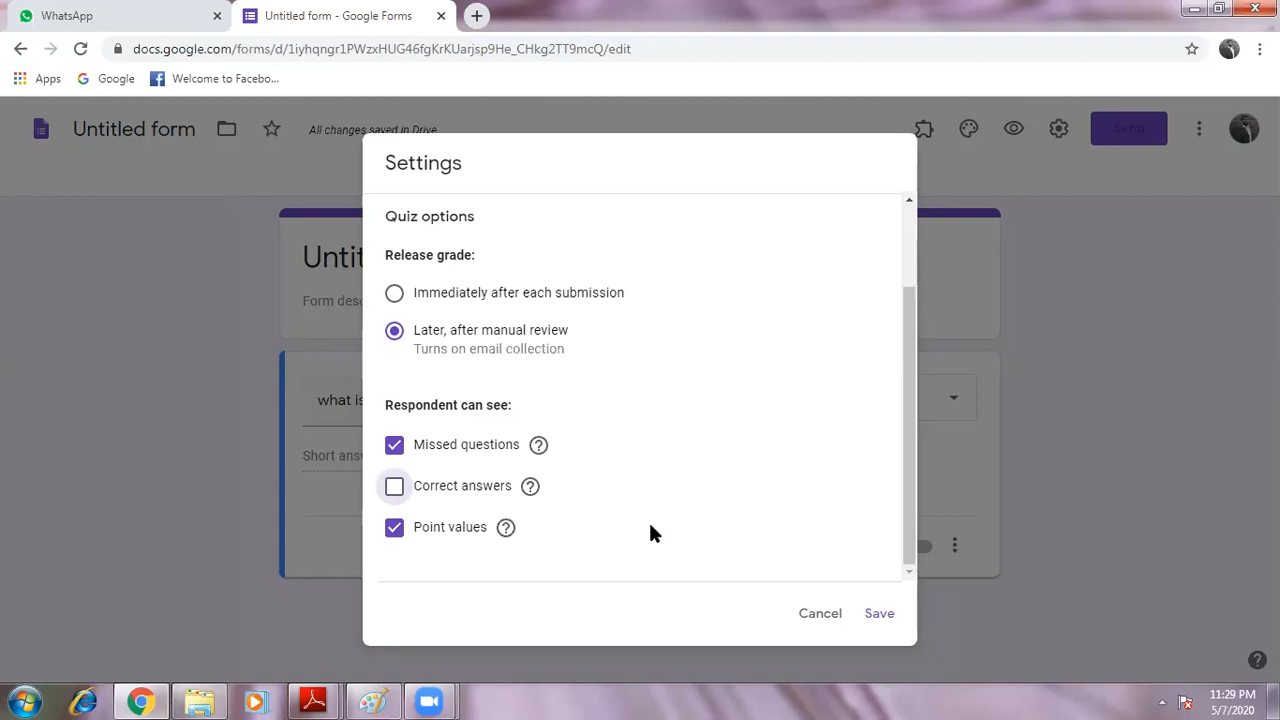 WhatsApp
Untitled form - Google Forms
docs.google.com/forms/d/1iyhqngr1PWzxHUG46fgKrKUarjsp9He_CHkg2TT9mcQ/edit
Apps
Google
Welcome to Facebo...
Untitled form
All changes saved in Drive
Send
Settings
Quiz options
Untit
Release grade:
Form des
Immediately after each submission
Later, after manual review
Turns on email collection
what is
Respondent can see:
Missed questions
Short answ
Correct answers
Point values
Cancel
Save
11:29 PM
5/7/2020